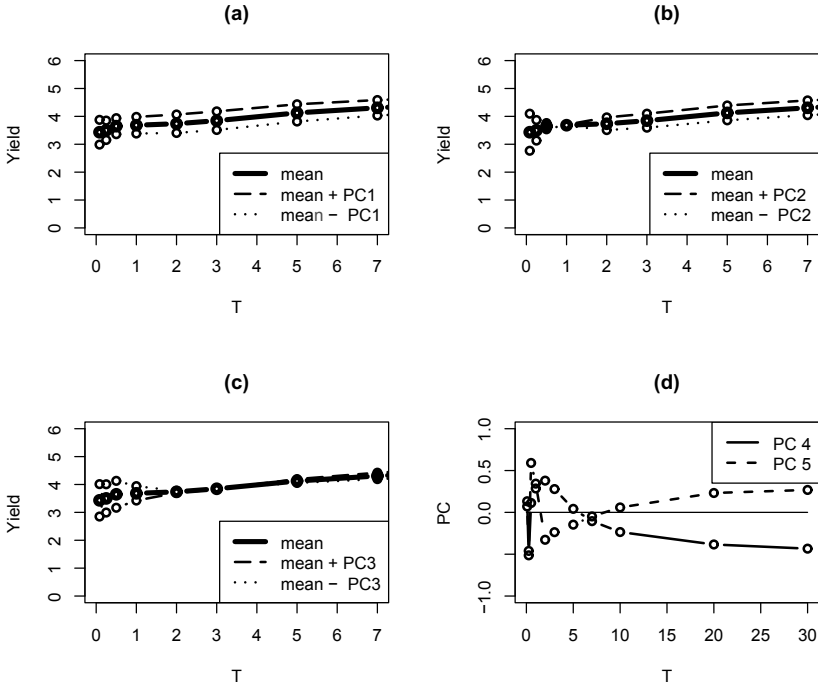 (a)
Yield
0 1 2 3 4 5 6
mean
mean + PC1
mean − PC1
0 1 2 3 4 5 6 7
T
(b)
Yield
0 1 2 3 4 5 6
mean
mean + PC2
mean − PC2
0 1 2 3 4 5 6 7
T
(c)
Yield
0 1 2 3 4 5 6
mean
mean + PC3
mean − PC3
0 1 2 3 4 5 6 7
T
(d)
PC
−1.0 0.0 0.5 1.0
PC 4
PC 5
0 5 10 15 20 25 30
T